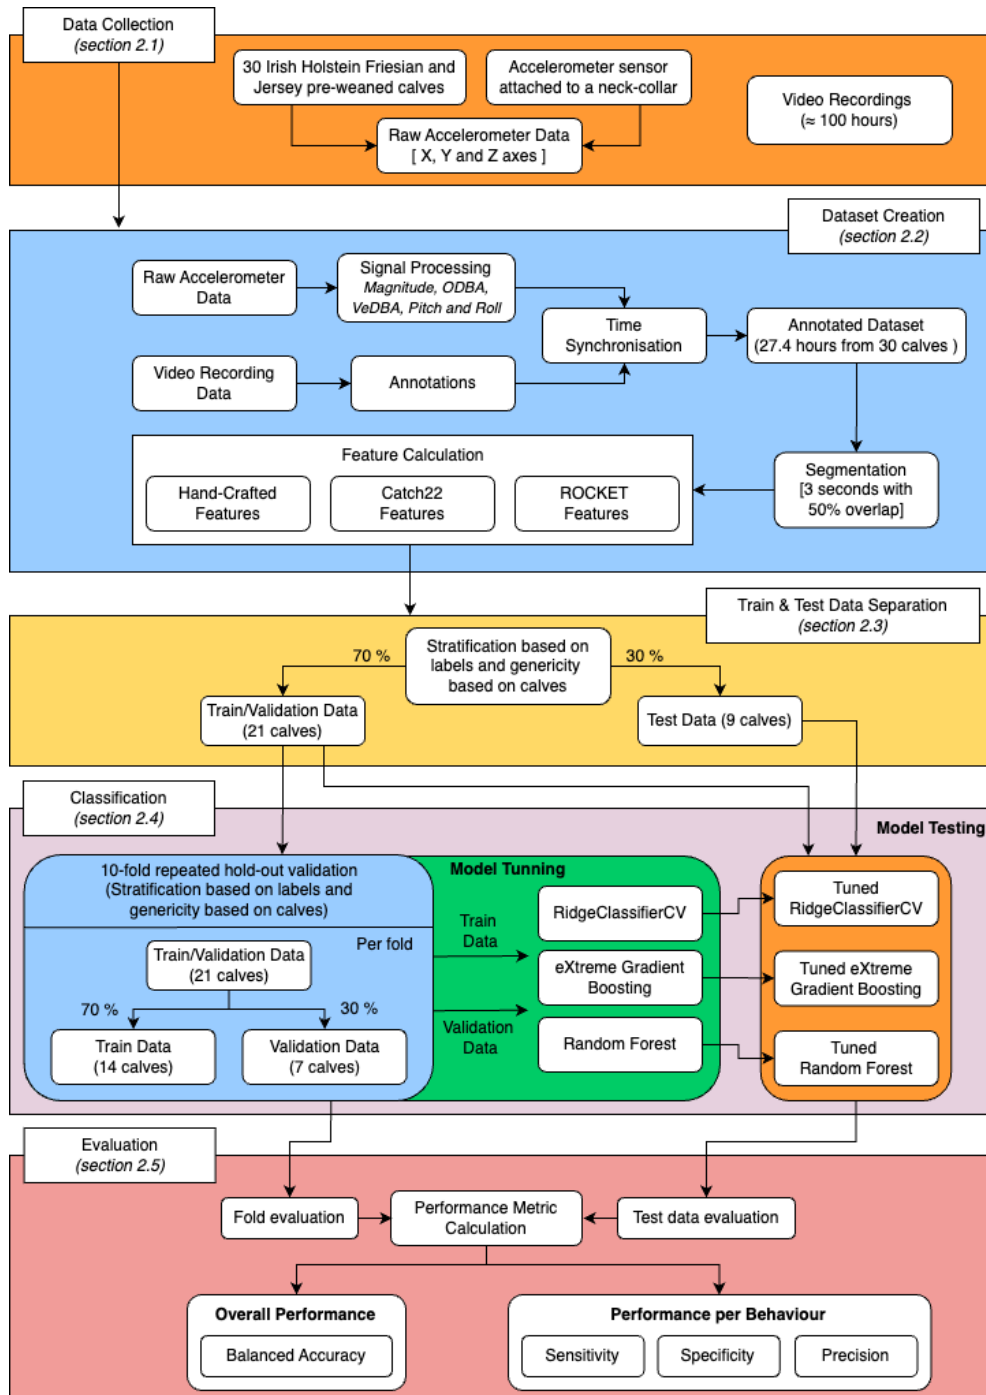 Data Collection
(section 2.1)
30 Irish Holstein Friesian and
Jersey pre-weaned calves
Accelerometer sensor
attached to a neck-collar
Video Recordings
(≈ 100 hours)
Raw Accelerometer Data
[ X, Y and Z axes ]
Dataset Creation
(section 2.2)
Raw Accelerometer
Data
Signal Processing
Magnitude, ODBA,
VeDBA, Pitch and Roll
Time
Synchronisation
Annotated Dataset
(27.4 hours from 30 calves )
Video Recording
Data
Annotations
Feature Calculation
Hand-Crafted
Features
Catch22
Features
ROCKET
Features
Segmentation
[3 seconds with
50% overlap]
Train & Test Data Separation
(section 2.3)
Stratification based on
labels and genericity
based on calves
70 %
30 %
Train/Validation Data
(21 calves)
Test Data (9 calves)
Classification
(section 2.4)
Model Testing
10-fold repeated hold-out validation
(Stratification based on labels and
genericity based on calves)
Per fold
Train/Validation Data
(21 calves)
70 %
30 %
Train Data
(14 calves)
Validation Data
(7 calves)
Model Tunning
Train
Data
Validation
Data
RidgeClassifierCV
eXtreme Gradient
Boosting
Random Forest
Tuned
RidgeClassifierCV
Tuned eXtreme
Gradient Boosting
Tuned
Random Forest
Evaluation
(section 2.5)
Fold evaluation
Performance Metric
Calculation
Test data evaluation
Overall Performance
Balanced Accuracy
Performance per Behaviour
Sensitivity
Specificity
Precision